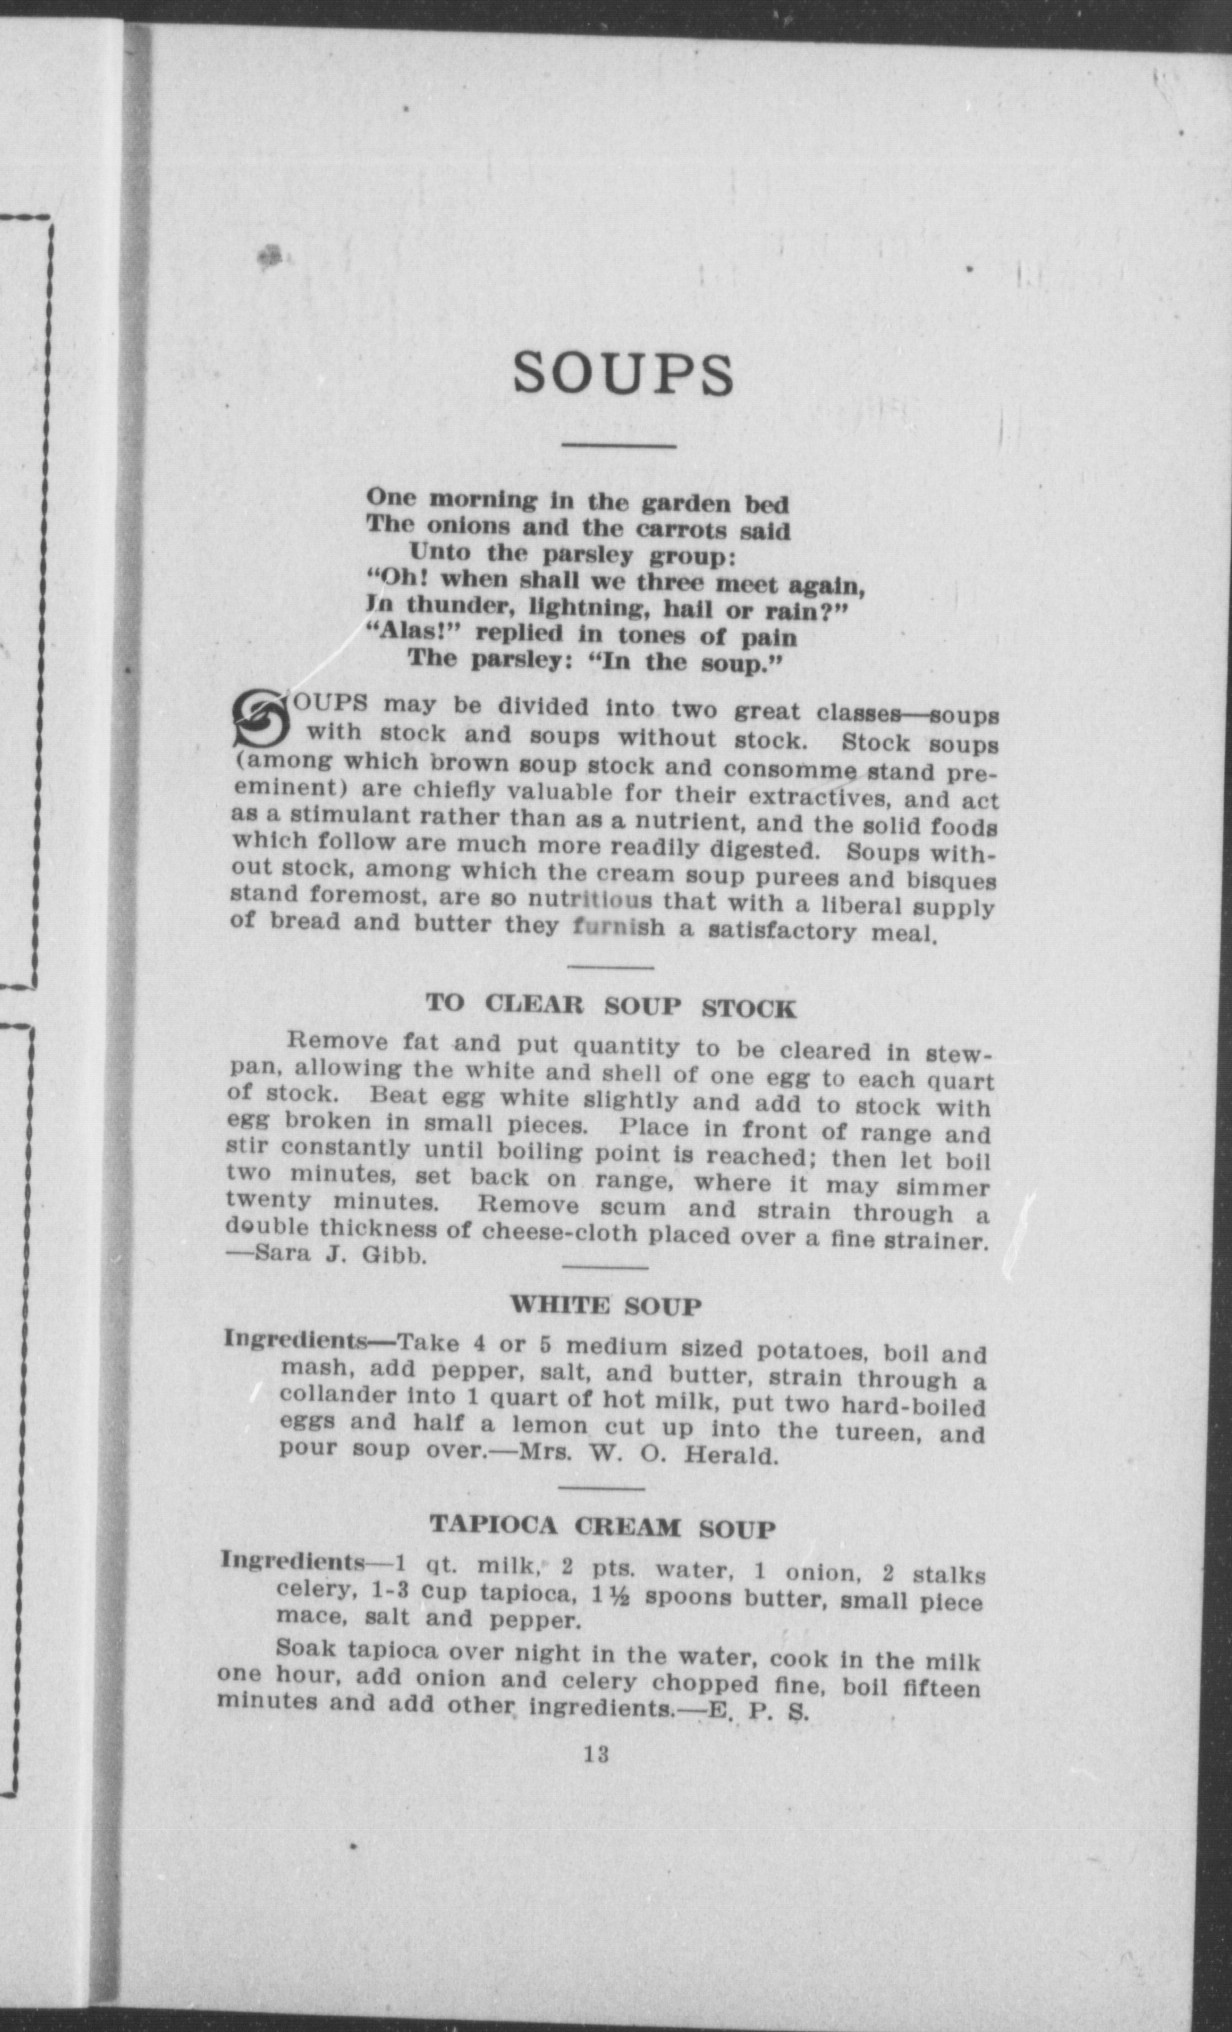 SOUPS
One morning in the garden bed
The onions and the carrots said
Unto the parsley group:
“Oh! when shall we three meet again,
In thunder, lightning, hail or rain?”
“Alas!” replied in tones of pain
The parsley: “In the soup.”
SOUPS may be divided into two great classes—soups
with stock and soups without stock. Stock soups
(among which brown soup stock and consomme stand pre-
eminent) are chiefly valuable for their extractives, and act
as a stimulant rather than as a nutrient, and the solid foods
which follow are much more readily digested. Soups with-
out stock, among which the cream soup purees and bisques
stand foremost, are so nutritious that with a liberal supply
of bread and butter they furnish a satisfactory meal.
TO CLEAR SOUP STOCK
Remove fat and put quantity to be cleared in stew-
pan, allowing the white and shell of one egg to each quart
of stock. Beat egg white slightly and add to stock with
egg broken in small pieces. Place in front of range and
stir constantly until boiling point is reached; then let boil
two minutes, set back on range, where it may simmer
twenty minutes. Remove scum and strain through a
double thickness of cheese-cloth placed over a fine strainer.
—Sara J. Gibb.
WHITE SOUP
Ingredients—Take 4 or 5 medium sized potatoes, boil and
mash, add pepper, salt, and butter, strain through a
collander into 1 quart of hot milk, put two hard-boiled
eggs and half a lemon cut up into the tureen, and
pour soup over.—Mrs. W. O. Herald.
TAPIOCA CREAM SOUP
Ingredients—1 qt. milk, 2 pts. water, 1 onion, 2 stalks
celery, 1-3 cup tapioca, 1½ spoons butter, small piece
mace, salt and pepper.
Soak tapioca over night in the water, cook in the milk
one hour, add onion and celery chopped fine, boil fifteen
minutes and add other ingredients.—E. P. S.
13